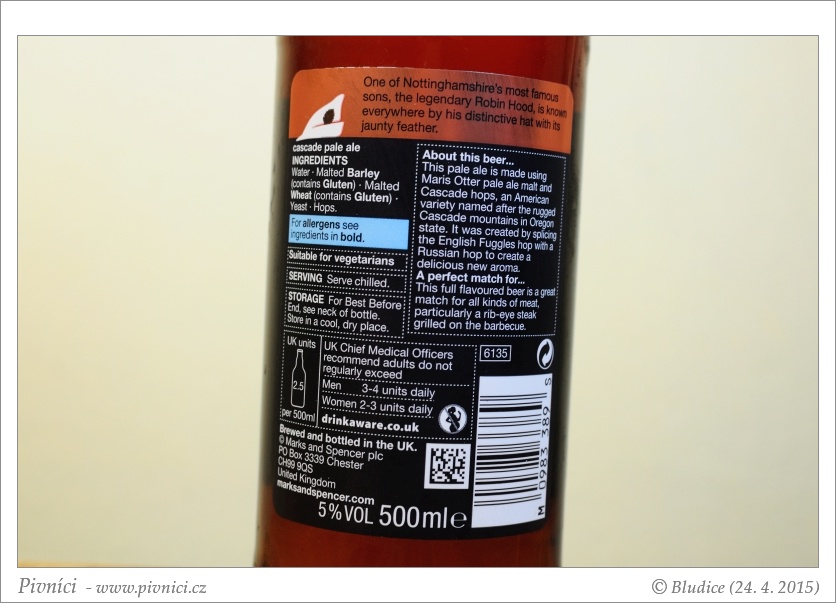 One of Nottinghamshire's most famous
sons, the legendary Robin Hood, is known
everywhere by his distinctive hat with its
jaunty feather.
cascade pale ale
INGREDIENTS
Water · Malted Barley
(contains Gluten) · Malted
Wheat (contains Gluten) ·
Yeast · Hops.
For allergens see
ingredients in bold.
Suitable for vegetarians
SERVING Serve chilled.
STORAGE For Best Before
End, see neck of bottle.
Store in a cool, dry place.
About this beer...
This pale ale is made using
Maris Otter pale ale malt and
Cascade hops, an American
variety named after the rugged
Cascade mountains in Oregon
state. It was created by splicing
the English Fuggles hop with a
Russian hop to create a
delicious new aroma.
A perfect match for...
This full flavoured beer is a great
match for all kinds of meat,
particularly a rib-eye steak
grilled on the barbecue.
UK units
2.5
per 500ml
UK Chief Medical Officers
recommend adults do not
regularly exceed
Men 3-4 units daily
Women 2-3 units daily
drinkaware.co.uk
6135
Brewed and bottled in the UK.
© Marks and Spencer plc
PO Box 3339 Chester
CH99 9QS
United Kingdom
marksandspencer.com
5%VOL 500ml℮
M 0983 389 S
Pivníci - www.pivnici.cz
© Bludice (24. 4. 2015)